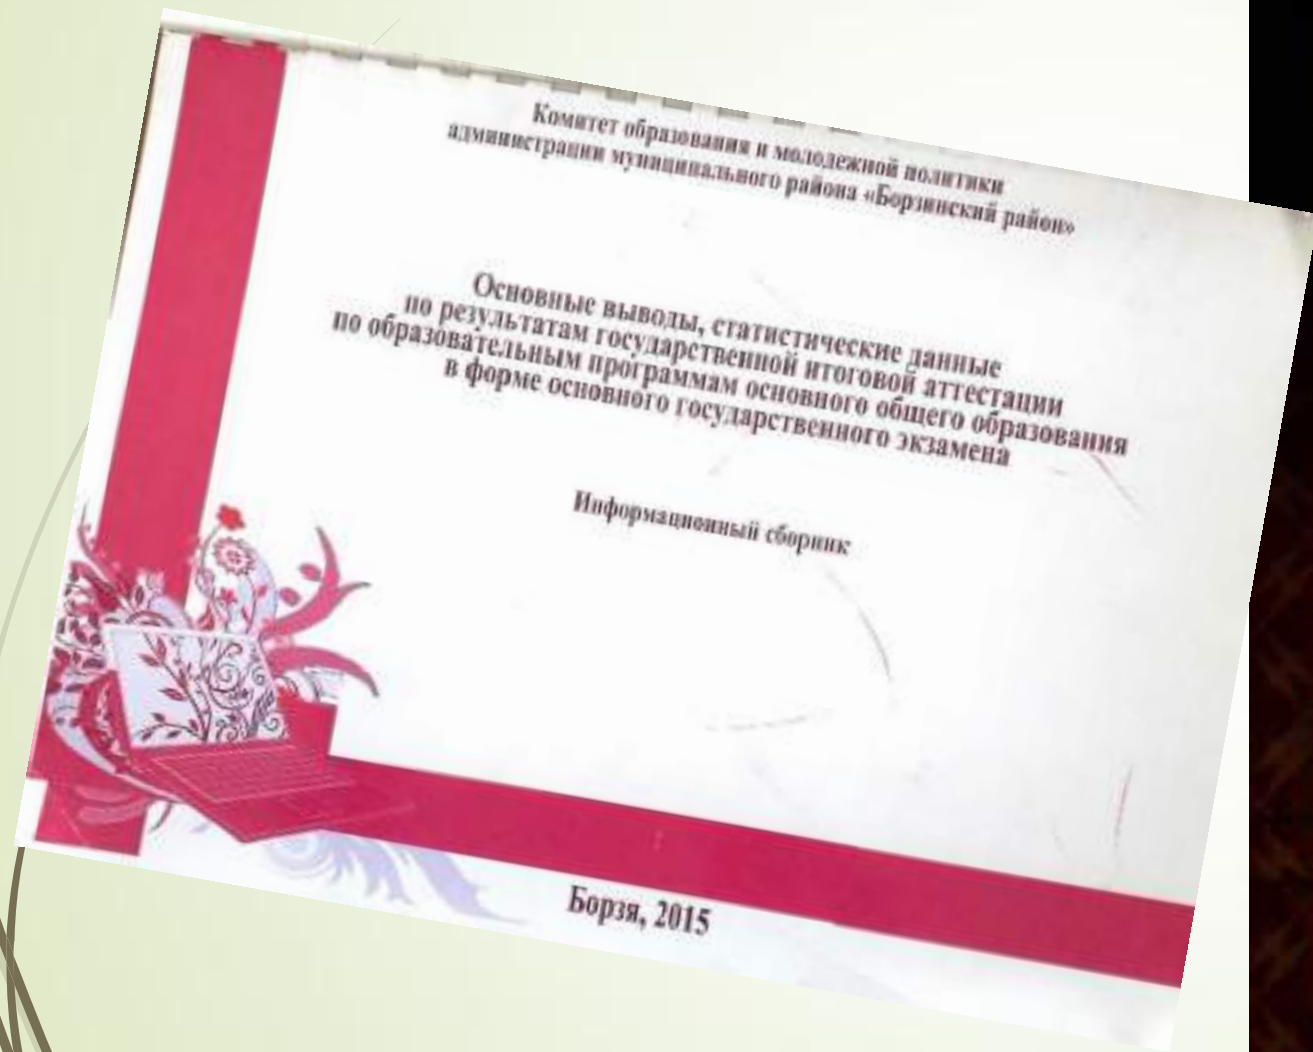 Комитет образования и молодежной политики
администрации муниципального района «Борзинский район»
Основные выводы, статистические данные
по результатам государственной итоговой аттестации
по образовательным программам основного общего образования
в форме основного государственного экзамена
Информационный сборник
Борзя, 2015